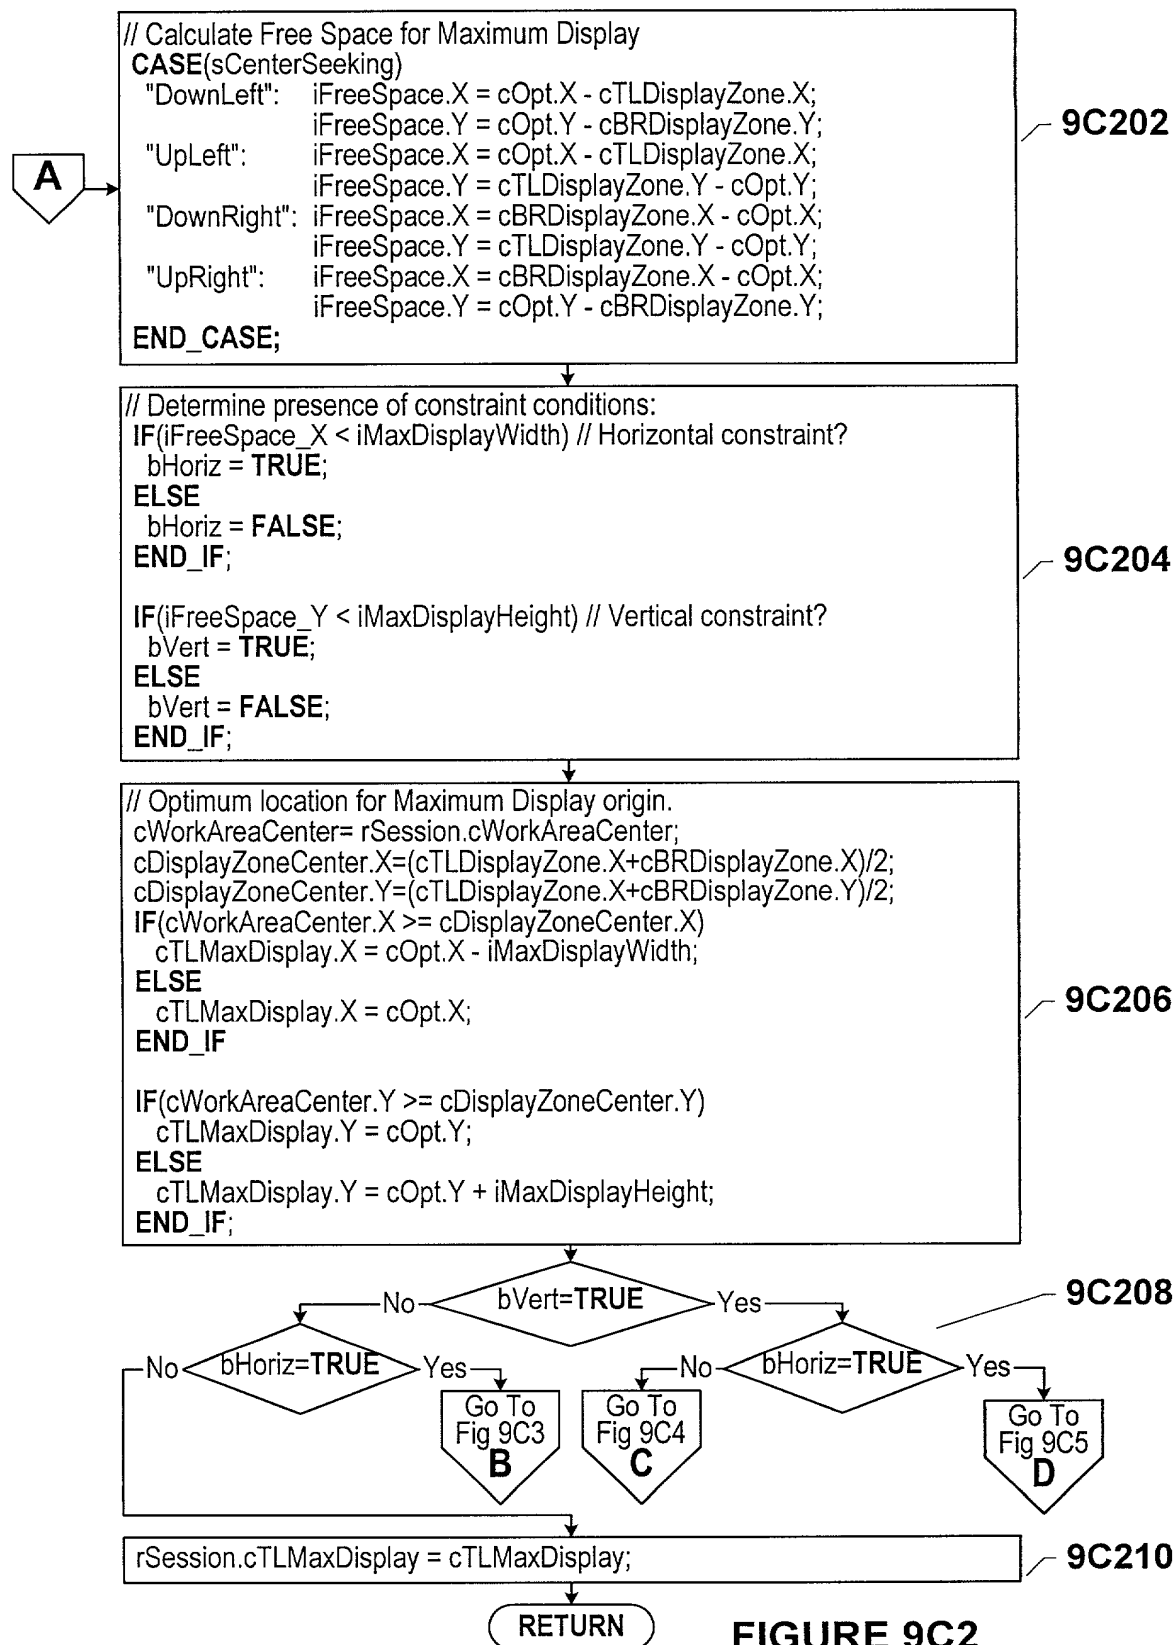 // Calculate Free Space for Maximum Display
CASE(sCenterSeeking)
"DownLeft": iFreeSpace.X = cOpt.X - cTLDisplayZone.X;
iFreeSpace.Y = cOpt.Y - cBRDisplayZone.Y;
"UpLeft": iFreeSpace.X = cOpt.X - cTLDisplayZone.X;
iFreeSpace.Y = cTLDisplayZone.Y - cOpt.Y;
"DownRight": iFreeSpace.X = cBRDisplayZone.X - cOpt.X;
iFreeSpace.Y = cTLDisplayZone.Y - cOpt.Y;
"UpRight": iFreeSpace.X = cBRDisplayZone.X - cOpt.X;
iFreeSpace.Y = cOpt.Y - cBRDisplayZone.Y;
END_CASE;
9C202
A
// Determine presence of constraint conditions:
IF(iFreeSpace_X < iMaxDisplayWidth) // Horizontal constraint?
bHoriz = TRUE;
ELSE
bHoriz = FALSE;
END_IF;
IF(iFreeSpace_Y < iMaxDisplayHeight) // Vertical constraint?
bVert = TRUE;
ELSE
bVert = FALSE;
END_IF;
9C204
// Optimum location for Maximum Display origin.
cWorkAreaCenter= rSession.cWorkAreaCenter;
cDisplayZoneCenter.X=(cTLDisplayZone.X+cBRDisplayZone.X)/2;
cDisplayZoneCenter.Y=(cTLDisplayZone.X+cBRDisplayZone.Y)/2;
IF(cWorkAreaCenter.X >= cDisplayZoneCenter.X)
cTLMaxDisplay.X = cOpt.X - iMaxDisplayWidth;
ELSE
cTLMaxDisplay.X = cOpt.X;
END_IF
IF(cWorkAreaCenter.Y >= cDisplayZoneCenter.Y)
cTLMaxDisplay.Y = cOpt.Y;
ELSE
cTLMaxDisplay.Y = cOpt.Y + iMaxDisplayHeight;
END_IF;
9C206
No
bVert=TRUE
Yes
9C208
No
bHoriz=TRUE
Yes
No
bHoriz=TRUE
Yes
Go To
Fig 9C3
B
Go To
Fig 9C4
C
Go To
Fig 9C5
D
rSession.cTLMaxDisplay = cTLMaxDisplay;
9C210
RETURN
FIGURE 9C2